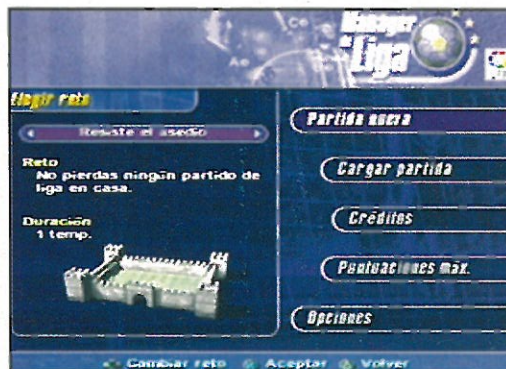 Manager
de
Liga
Elegir reto
Resiste el asedio
Reto
No pierdas ningún partido de
liga en casa.
Duración
1 temp.
Partida nueva
Cargar partida
Créditos
Puntuaciones máx.
Opciones
Cambiar reto Aceptar Volver